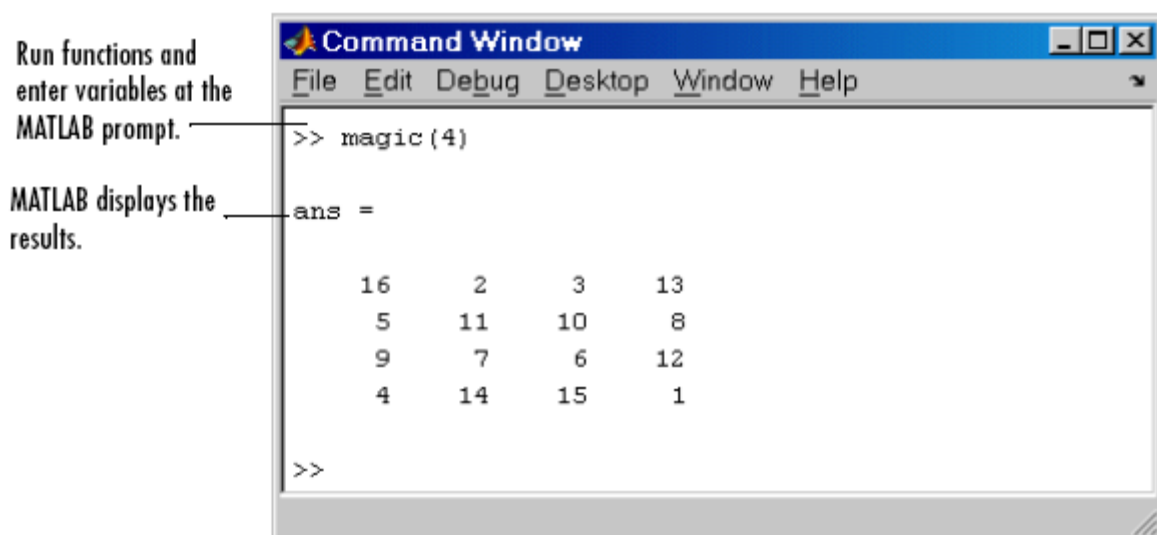 Run functions and
enter variables at the
MATLAB prompt.
MATLAB displays the
results.
Command Window
File Edit Debug Desktop Window Help
>> magic(4)
ans =
16 2 3 13
5 11 10 8
9 7 6 12
4 14 15 1
>>